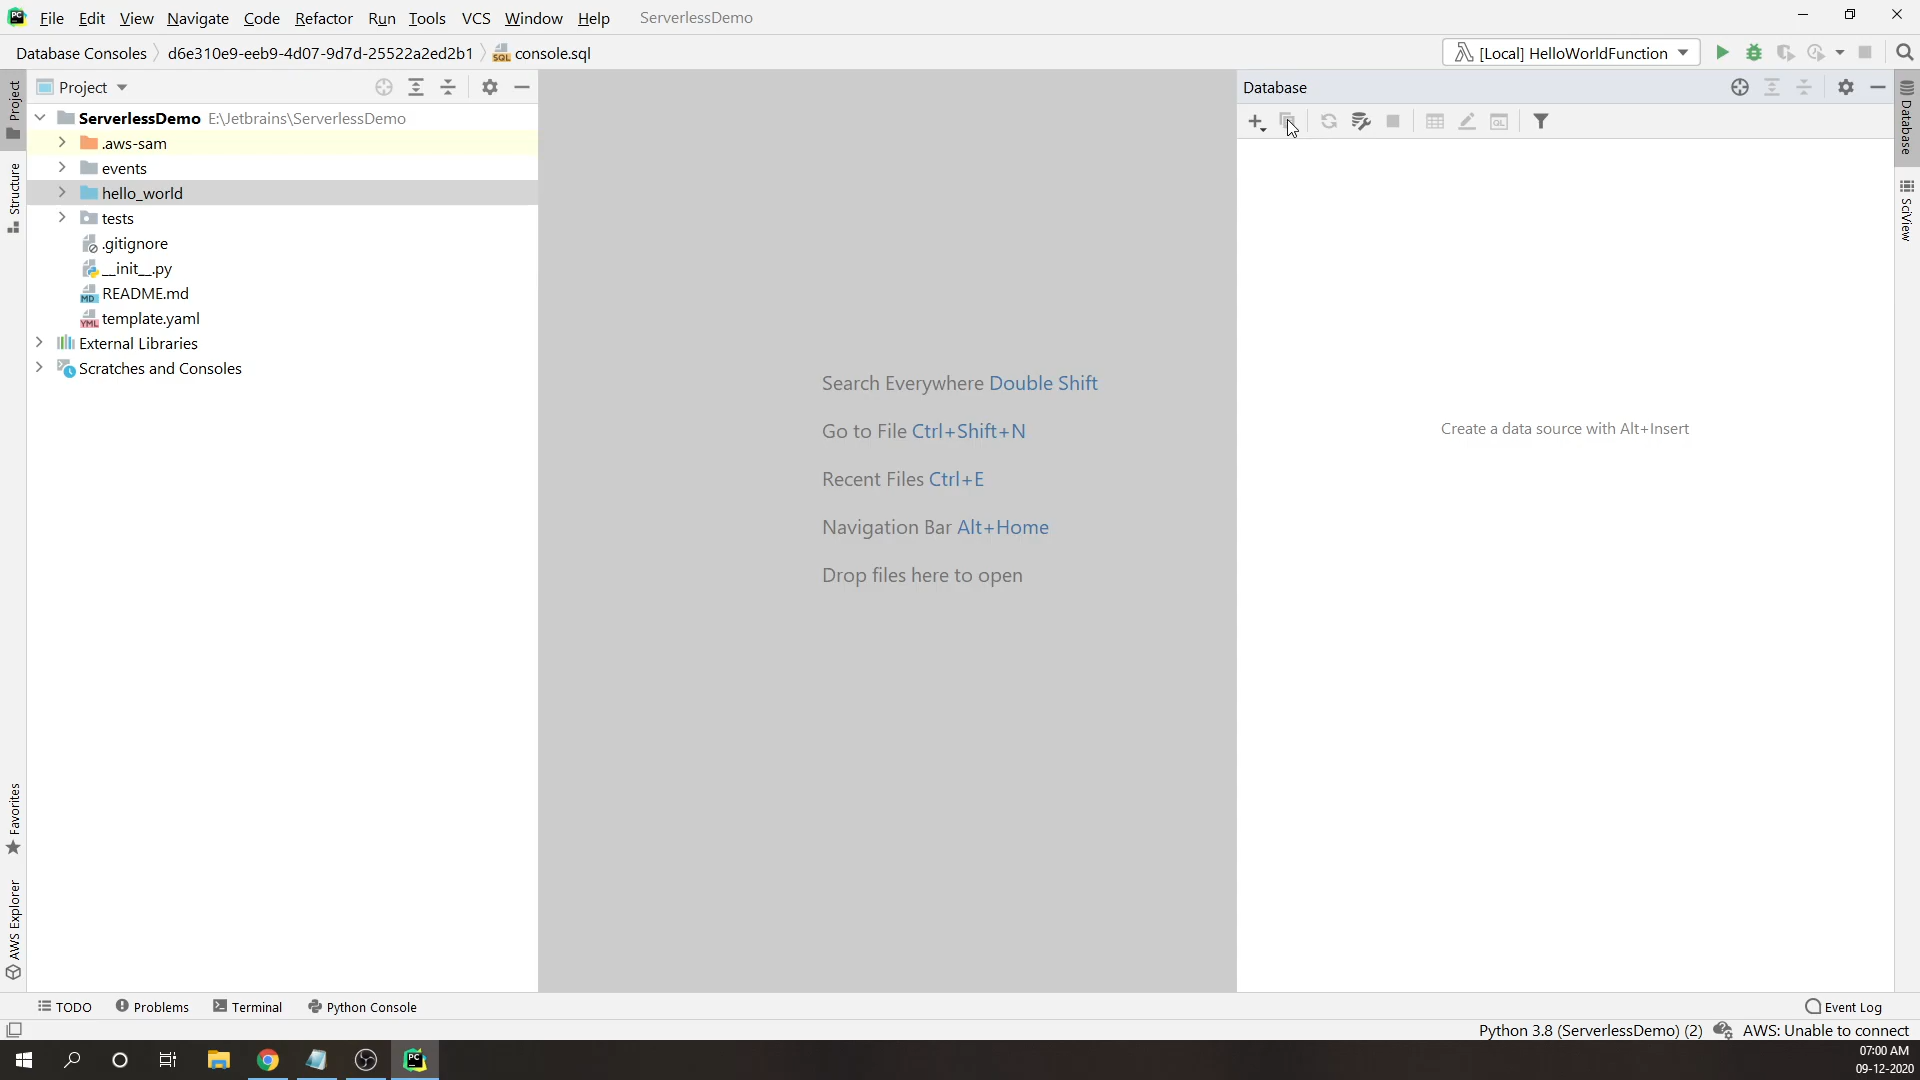 File Edit View Navigate Code Refactor Run Tools VCS Window Help ServerlessDemo
Database Consoles d6e310e9-eeb9-4d07-9d7d-25522a2ed2b1 console.sql
[Local] HelloWorldFunction
Project
Database
ServerlessDemo E:\Jetbrains\ServerlessDemo
.aws-sam
events
hello_world
tests
.gitignore
__init__.py
README.md
template.yaml
External Libraries
Scratches and Consoles
Search Everywhere Double Shift
Go to File Ctrl+Shift+N
Recent Files Ctrl+E
Navigation Bar Alt+Home
Drop files here to open
Create a data source with Alt+Insert
Project
Structure
Favorites
AWS Explorer
Database
SciView
TODO Problems Terminal Python Console Event Log
Python 3.8 (ServerlessDemo) (2) AWS: Unable to connect
07:00 AM
09-12-2020